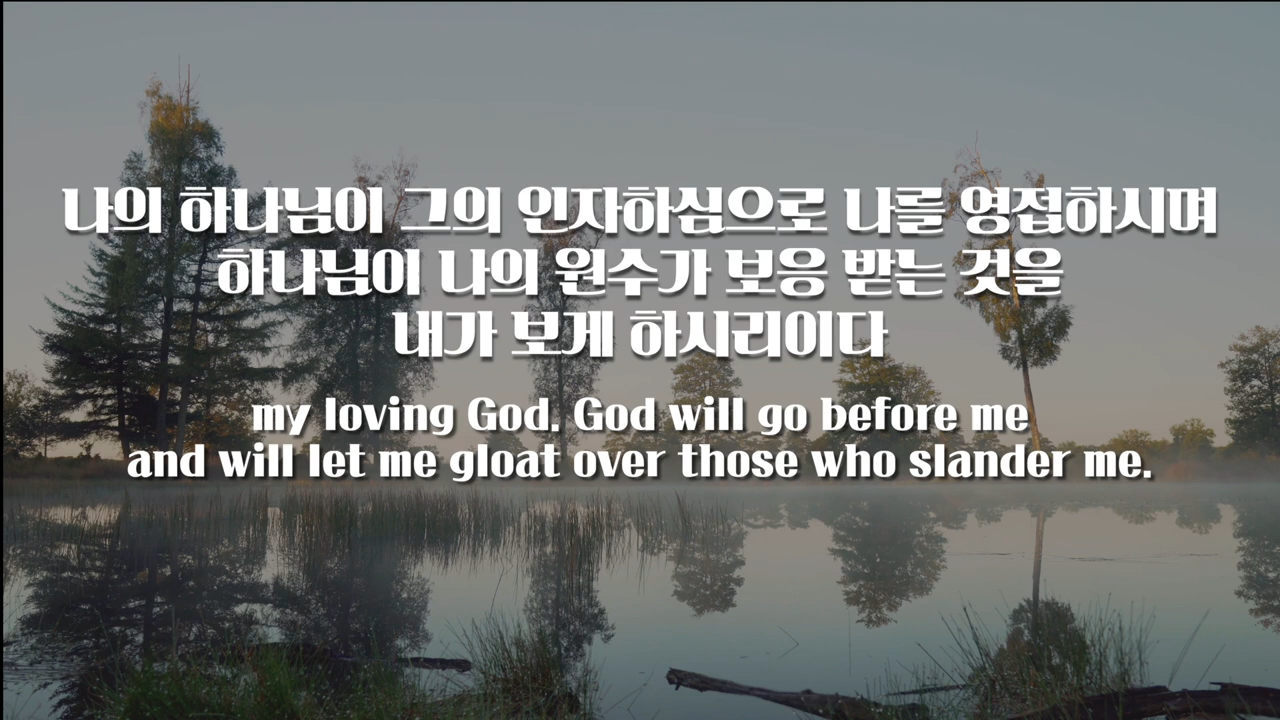 나의 하나님이 그의 인자하심으로 나를 영접하시며
하나님이 나의 원수가 보응 받는 것을
내가 보게 하시리이다
my loving God. God will go before me
and will let me gloat over those who slander me.